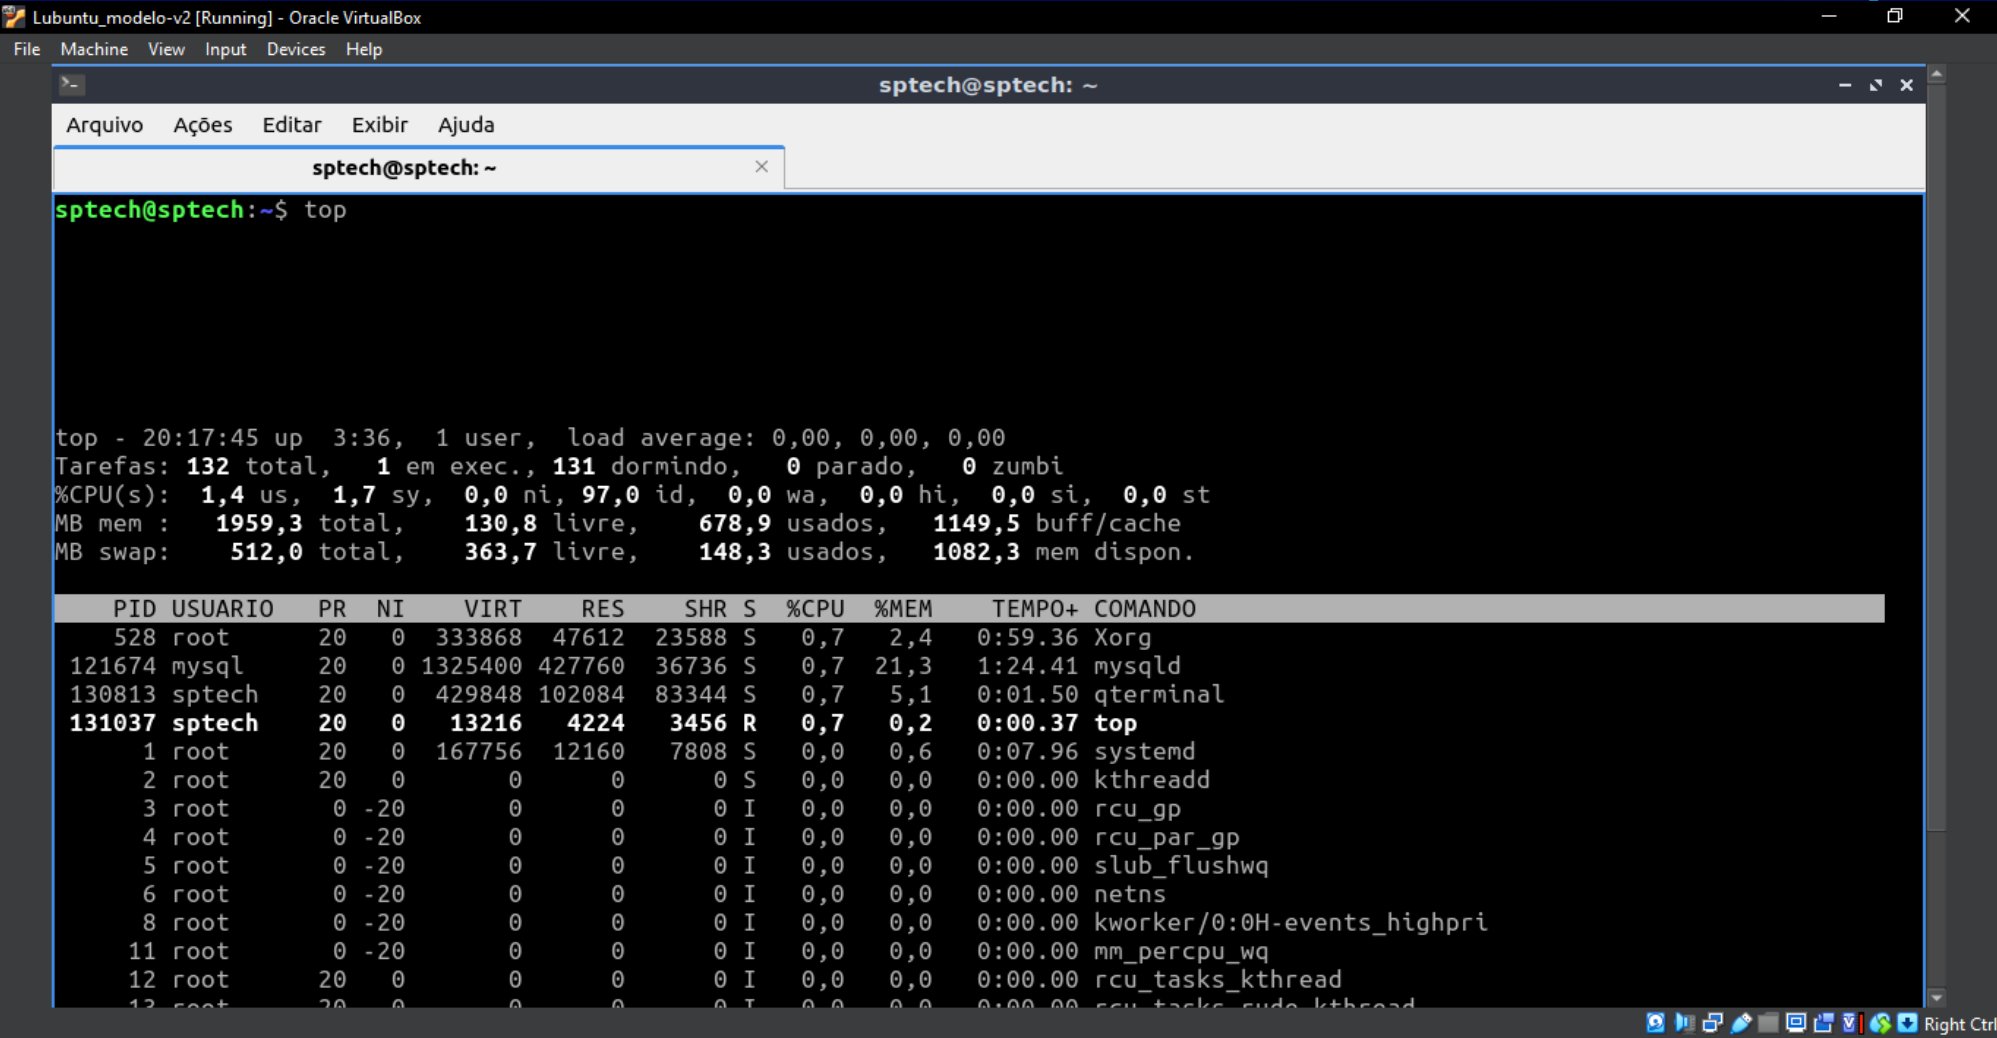 Lubuntu_modelo-v2 [Running] - Oracle VirtualBox
File Machine View Input Devices Help
sptech@sptech: ~
Arquivo Ações Editar Exibir Ajuda
sptech@sptech: ~
sptech@sptech:~$ top
top - 20:17:45 up  3:36,  1 user,  load average: 0,00, 0,00, 0,00
Tarefas: 132 total,   1 em exec., 131 dormindo,   0 parado,   0 zumbi
%CPU(s):  1,4 us,  1,7 sy,  0,0 ni, 97,0 id,  0,0 wa,  0,0 hi,  0,0 si,  0,0 st
MB mem :   1959,3 total,    130,8 livre,    678,9 usados,   1149,5 buff/cache
MB swap:    512,0 total,    363,7 livre,    148,3 usados,   1082,3 mem dispon.
PID USUARIO PR NI VIRT RES SHR S %CPU %MEM TEMPO+ COMANDO
528 root 20 0 333868 47612 23588 S 0,7 2,4 0:59.36 Xorg
121674 mysql 20 0 1325400 427760 36736 S 0,7 21,3 1:24.41 mysqld
130813 sptech 20 0 429848 102084 83344 S 0,7 5,1 0:01.50 qterminal
131037 sptech 20 0 13216 4224 3456 R 0,7 0,2 0:00.37 top
1 root 20 0 167756 12160 7808 S 0,0 0,6 0:07.96 systemd
2 root 20 0 0 0 0 S 0,0 0,0 0:00.00 kthreadd
3 root 0 -20 0 0 0 I 0,0 0,0 0:00.00 rcu_gp
4 root 0 -20 0 0 0 I 0,0 0,0 0:00.00 rcu_par_gp
5 root 0 -20 0 0 0 I 0,0 0,0 0:00.00 slub_flushwq
6 root 0 -20 0 0 0 I 0,0 0,0 0:00.00 netns
8 root 0 -20 0 0 0 I 0,0 0,0 0:00.00 kworker/0:0H-events_highpri
11 root 0 -20 0 0 0 I 0,0 0,0 0:00.00 mm_percpu_wq
12 root 20 0 0 0 0 I 0,0 0,0 0:00.00 rcu_tasks_kthread
13 root 20 0 0 0 0 I 0,0 0,0 0:00.00 rcu_tasks_rude_kthread
Right Ctrl